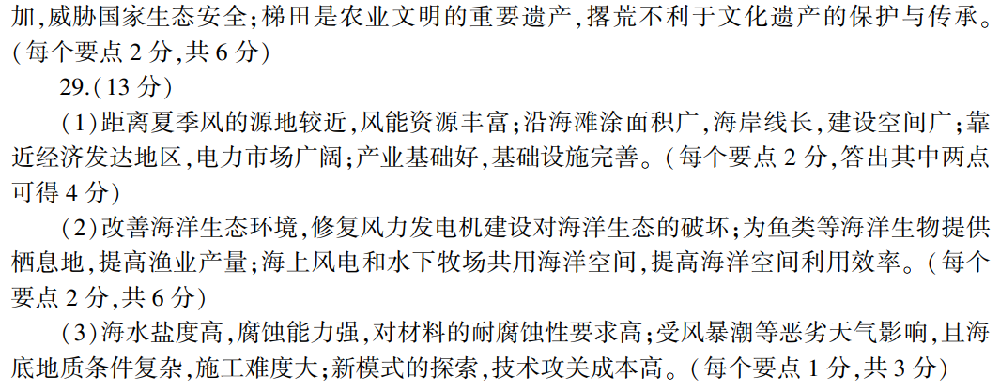 加,威胁国家生态安全;梯田是农业文明的重要遗产,撂荒不利于文化遗产的保护与传承。
(每个要点 2 分,共 6 分)
29.(13 分)
(1)距离夏季风的源地较近,风能资源丰富;沿海滩涂面积广,海岸线长,建设空间广;靠
近经济发达地区,电力市场广阔;产业基础好,基础设施完善。(每个要点 2 分,答出其中两点
可得 4 分)
(2)改善海洋生态环境,修复风力发电机建设对海洋生态的破坏;为鱼类等海洋生物提供
栖息地,提高渔业产量;海上风电和水下牧场共用海洋空间,提高海洋空间利用效率。(每个
要点 2 分,共 6 分)
(3)海水盐度高,腐蚀能力强,对材料的耐腐蚀性要求高;受风暴潮等恶劣天气影响,且海
底地质条件复杂,施工难度大;新模式的探索,技术攻关成本高。(每个要点 1 分,共 3 分)